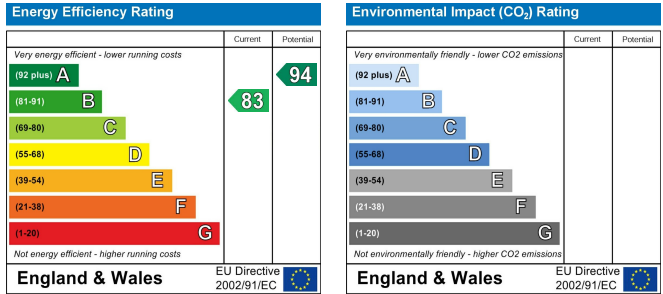 Energy Efficiency Rating
Current Potential
Very energy efficient - lower running costs
(92 plus) A
94
(81-91) B
83
(69-80) C
(55-68) D
(39-54) E
(21-38) F
(1-20) G
Not energy efficient - higher running costs
England & Wales
EU Directive
2002/91/EC
Environmental Impact (CO₂) Rating
Current Potential
Very environmentally friendly - lower CO2 emissions
(92 plus) A
(81-91) B
(69-80) C
(55-68) D
(39-54) E
(21-38) F
(1-20) G
Not environmentally friendly - higher CO2 emissions
England & Wales
EU Directive
2002/91/EC